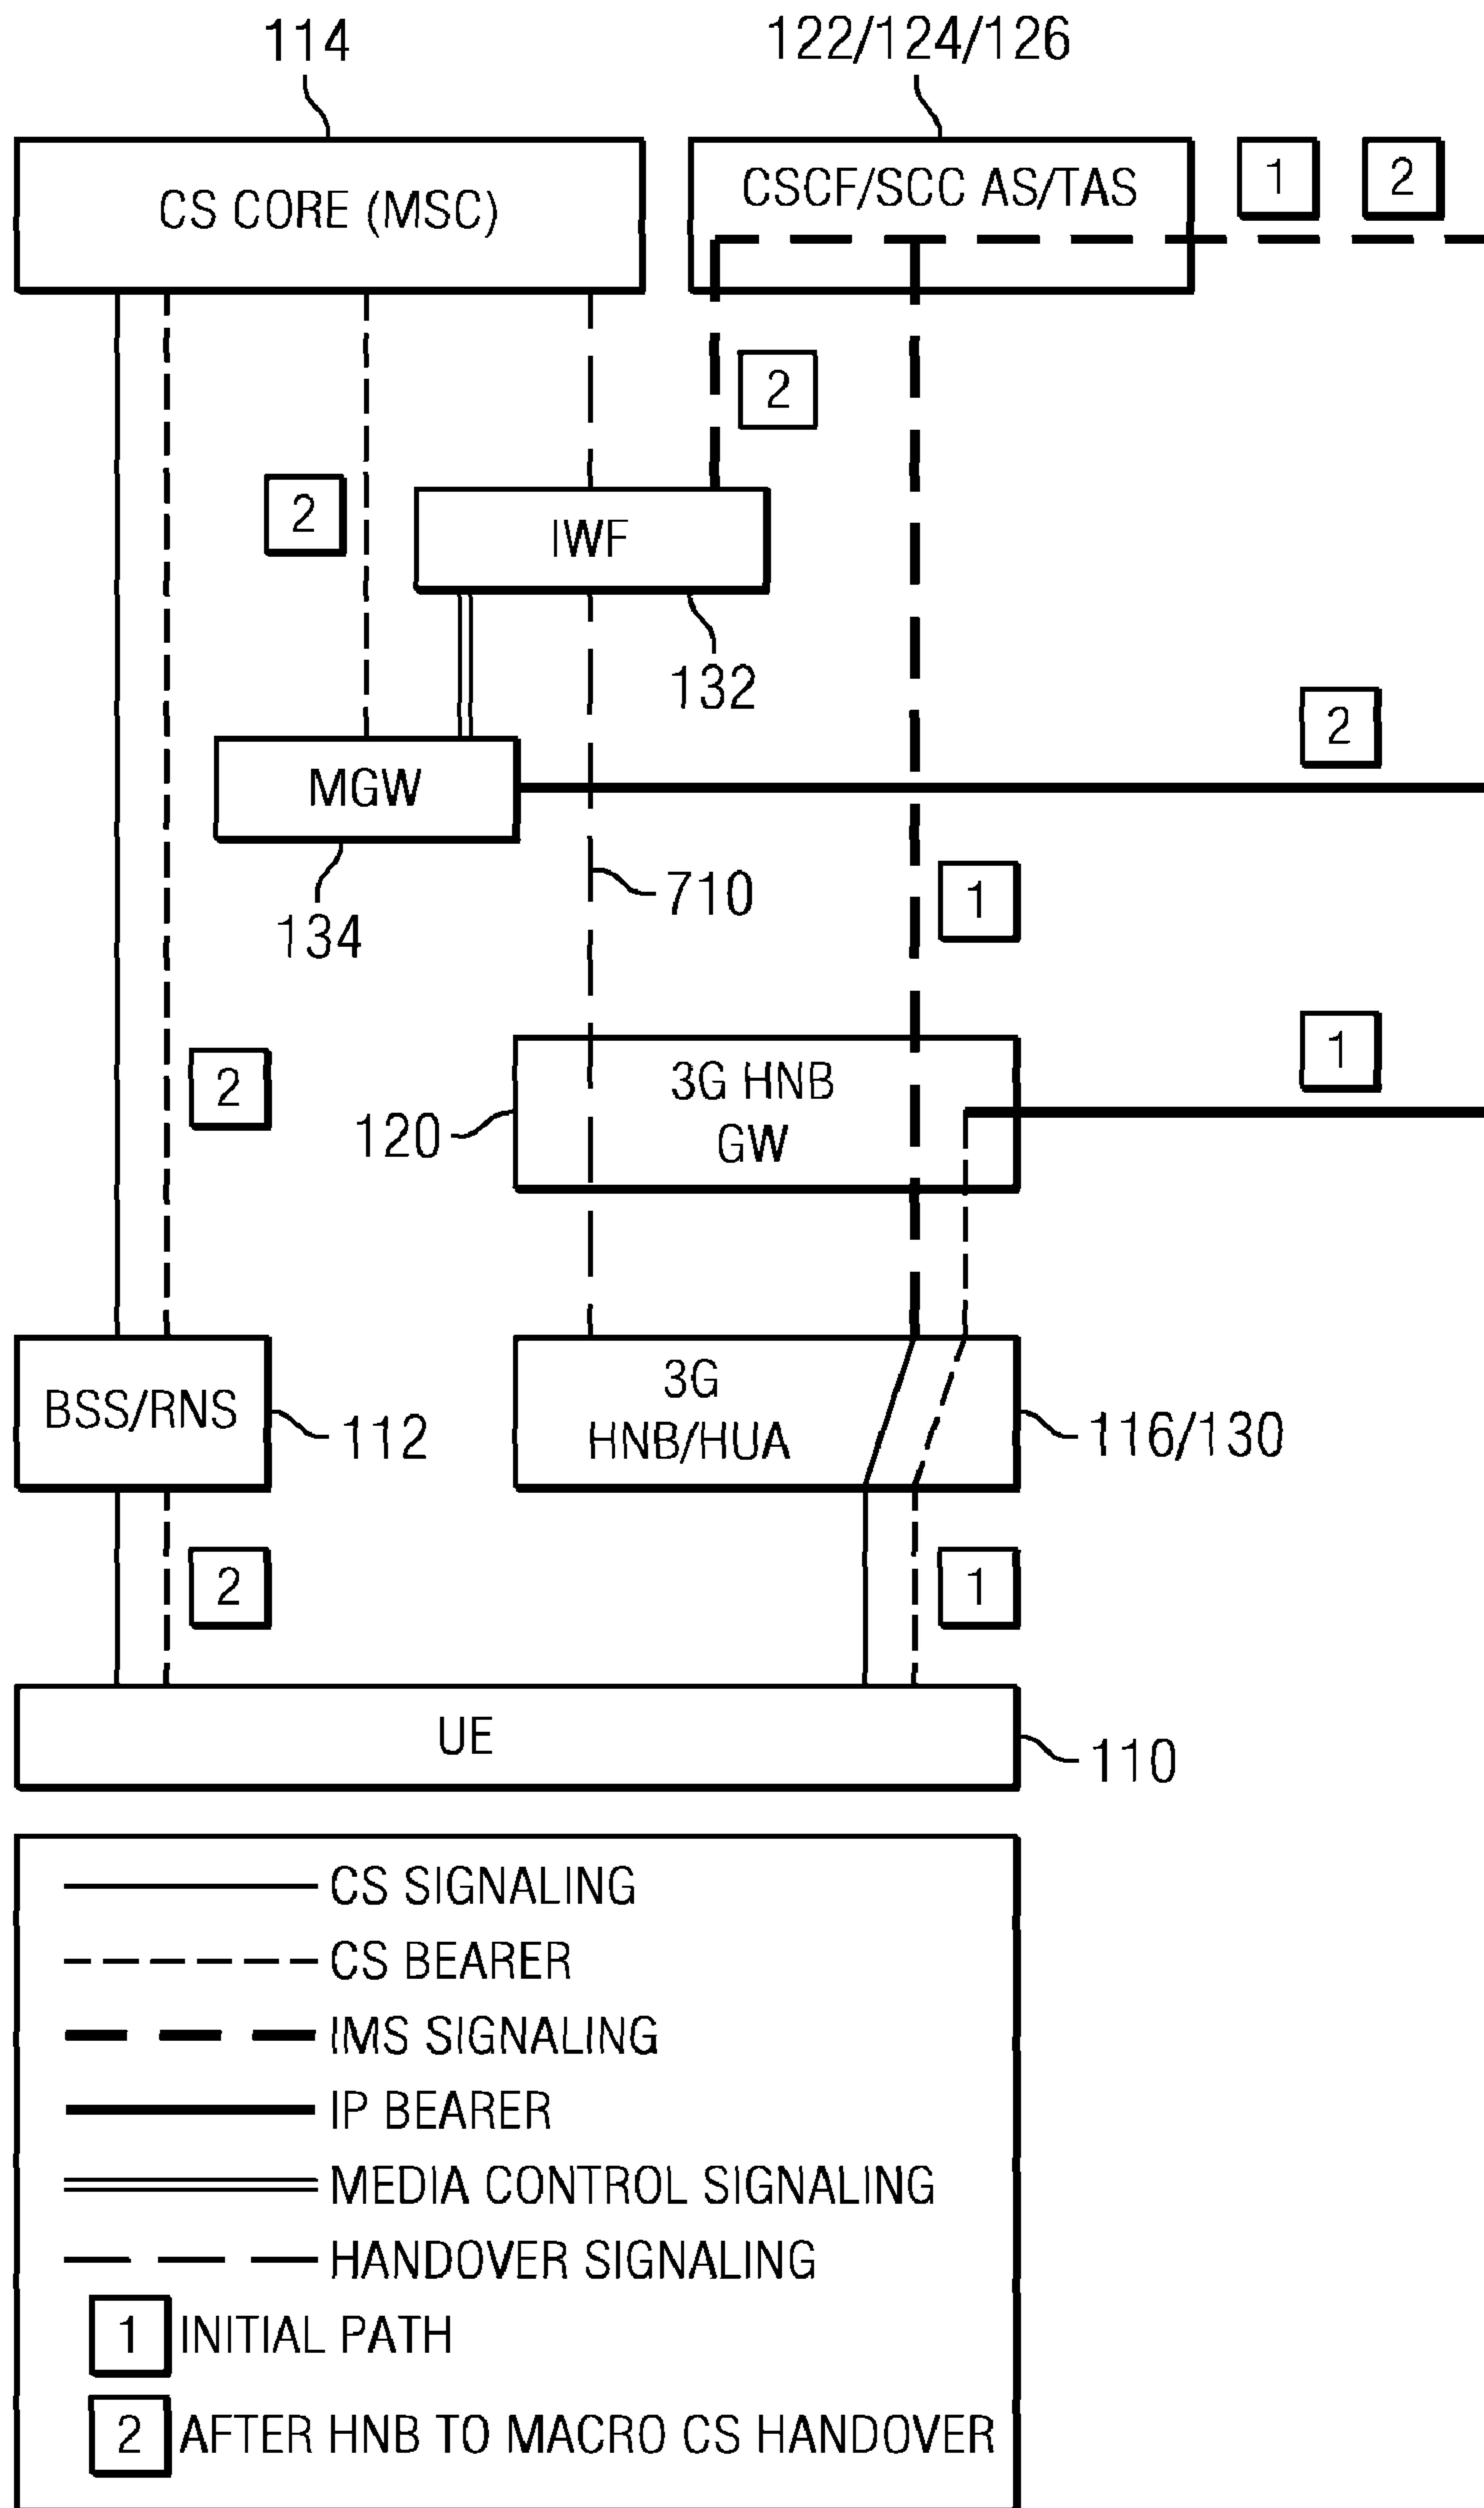 114
122/124/126
CS CORE (MSC)
CSCF/SCC AS/TAS
1
2
2
2
IWF
132
2
MGW
134
710
1
1
2
3G HNB
GW
120
BSS/RNS
112
3G
HNB/HUA
116/130
2
1
UE
110
CS SIGNALING
CS BEARER
IMS SIGNALING
IP BEARER
MEDIA CONTROL SIGNALING
HANDOVER SIGNALING
1 INITIAL PATH
2 AFTER HNB TO MACRO CS HANDOVER